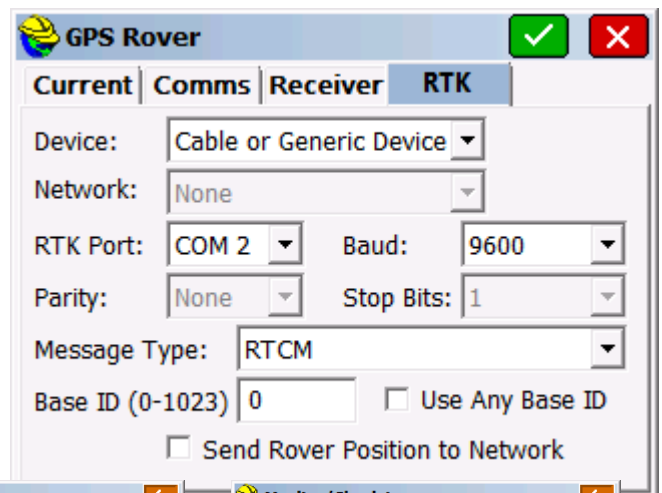 GPS Rover
Current Comms Receiver RTK
Device: Cable or Generic Device
Network: None
RTK Port: COM 2 Baud: 9600
Parity: None Stop Bits: 1
Message Type: RTCM
Base ID (0-1023) 0 Use Any Base ID
Send Rover Position to Network